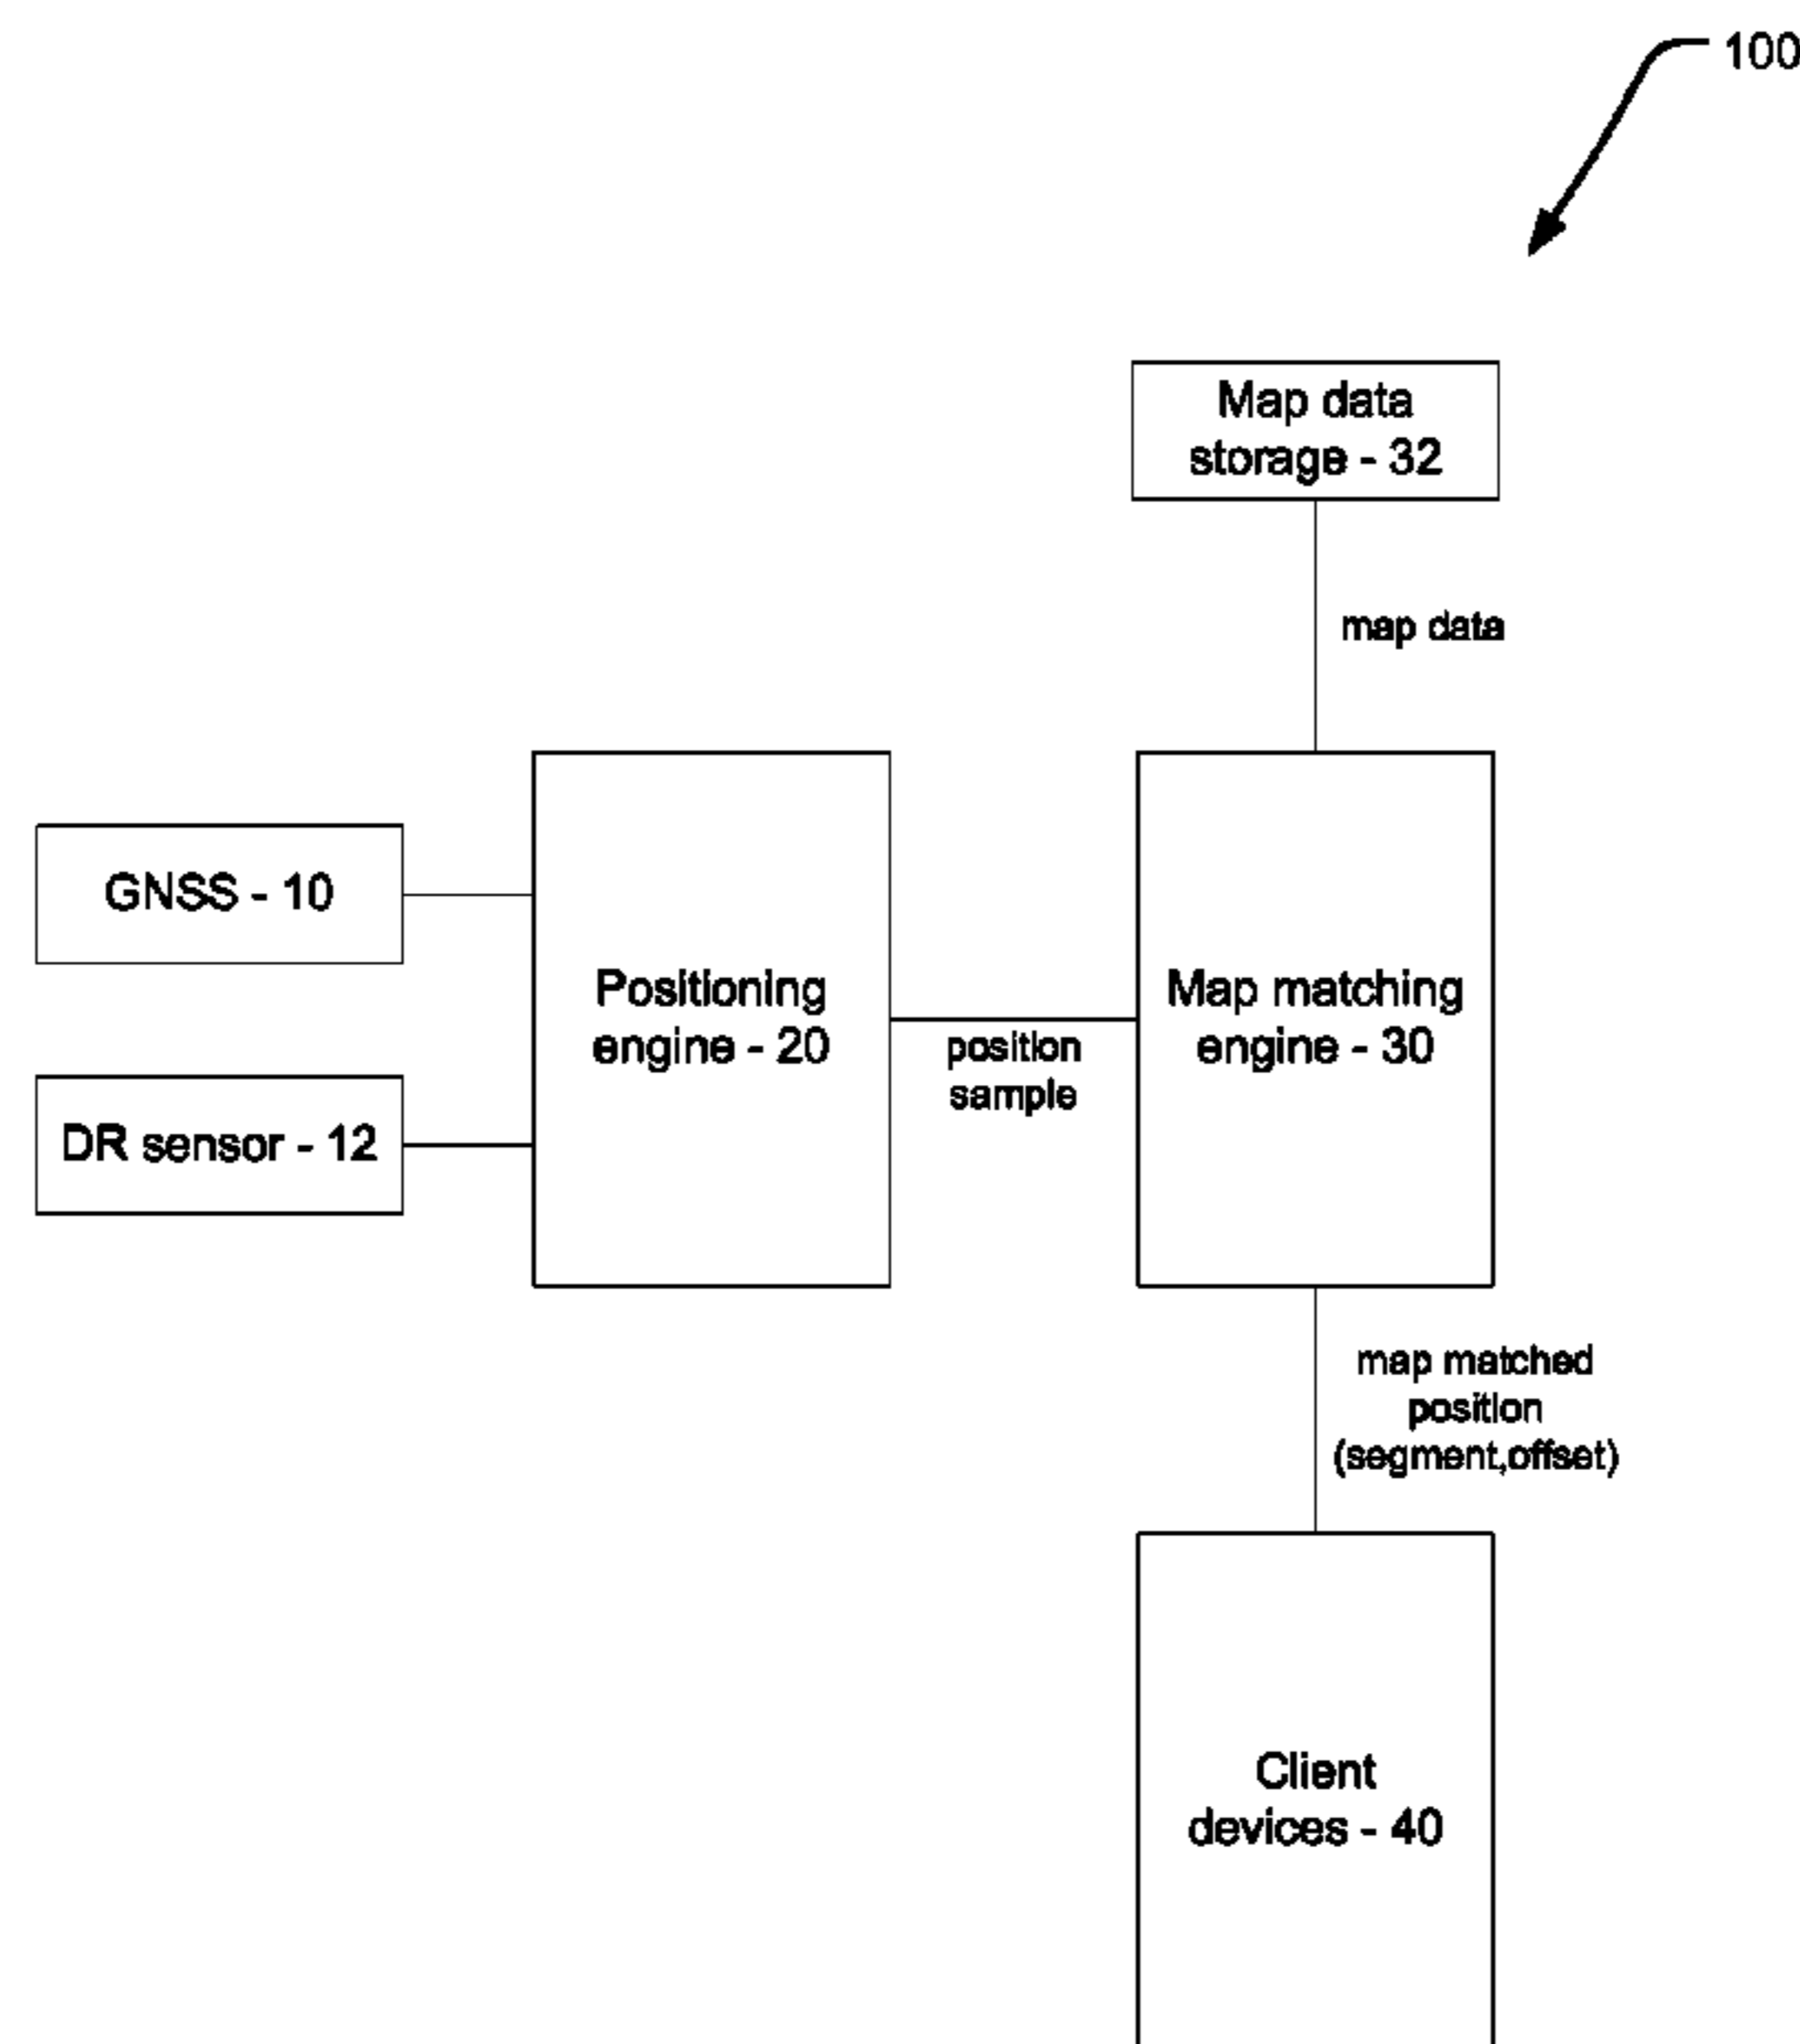 100
Map data
storage - 32
map data
GNSS - 10
DR sensor - 12
Positioning
engine - 20
position
sample
Map matching
engine - 30
map matched
position
(segment,offset)
Client
devices - 40